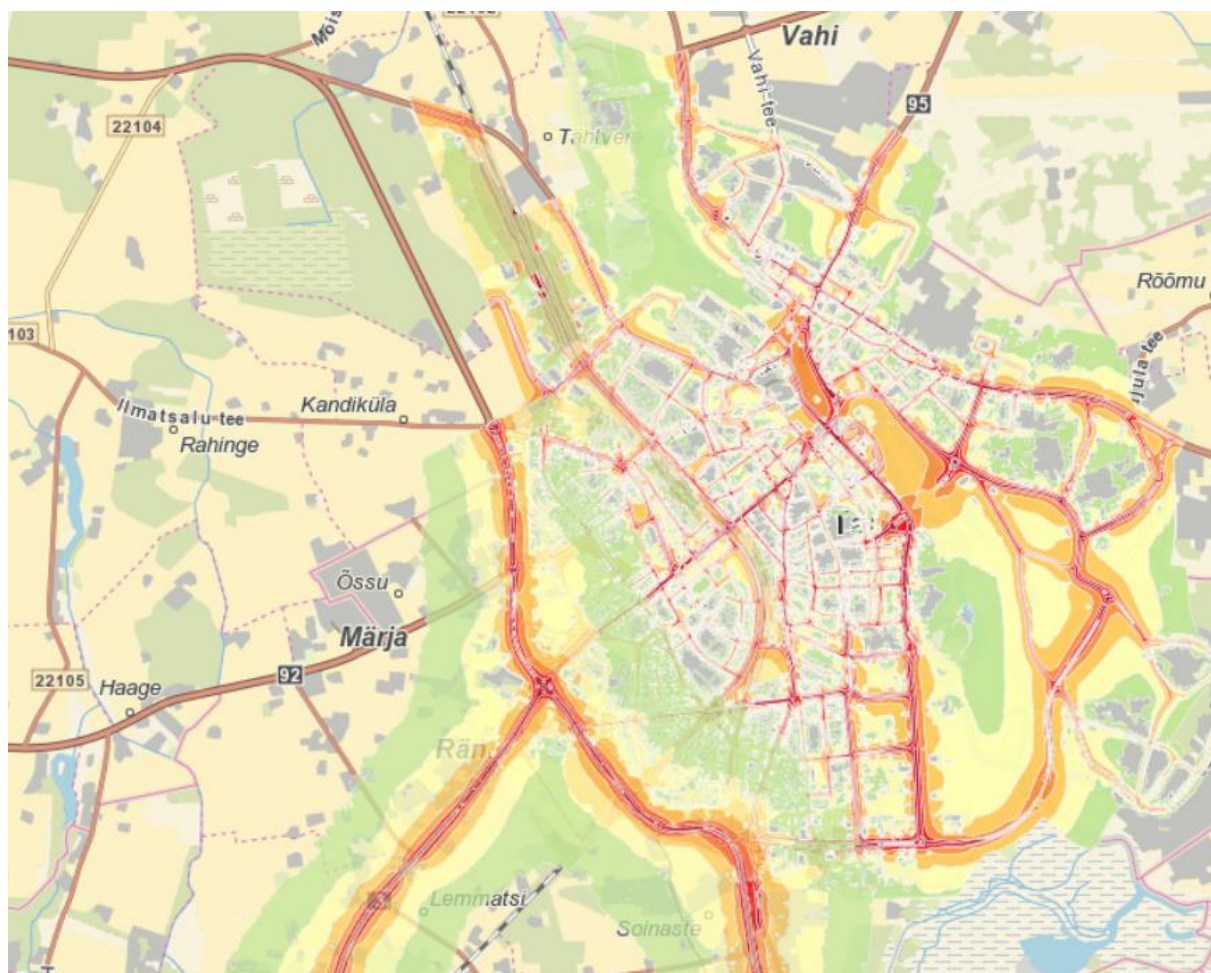 Vahi
Vahi-tee
95
22104
Tähtvere
Rõõmu
103
Ilmatsalu tee
Kandiküla
Rahinge
Õssu
Märja
92
22105
Haage
Rän
Lemmatsi
Soinaste